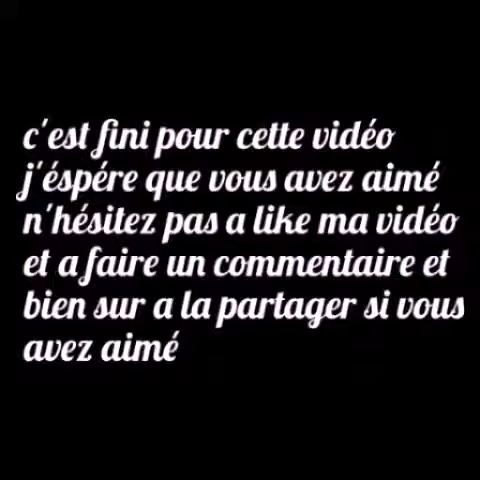 c'est fini pour cette vidéo
j'éspére que vous avez aimé
n'hésitez pas a like ma vidéo
et a faire un commentaire et
bien sur a la partager si vous
avez aimé